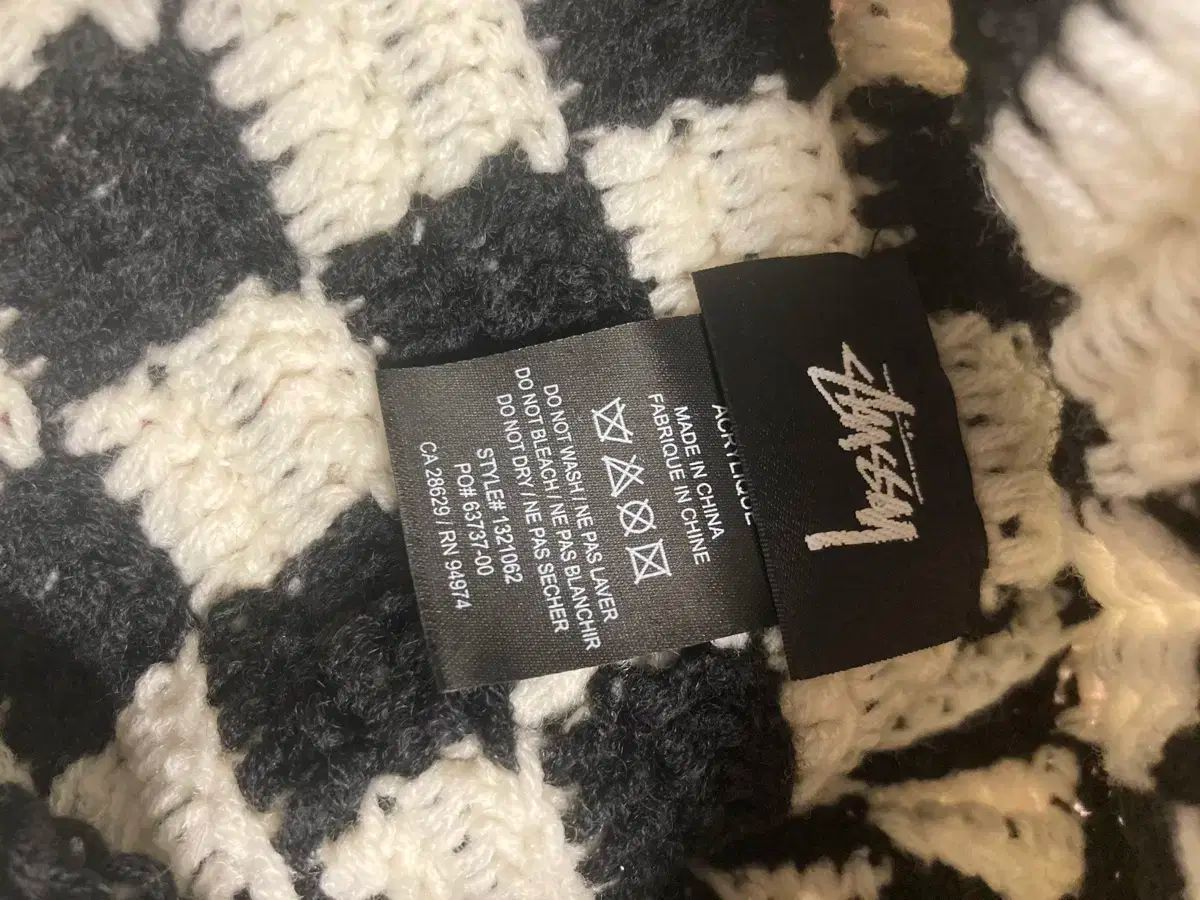 Stüssy
ACRYLIQUE
MADE IN CHINA
FABRIQUE IN CHINE
DO NOT WASH / NE PAS LAVER
DO NOT BLEACH / NE PAS BLANCHIR
DO NOT DRY / NE PAS SECHER
STYLE# 1321062
PO# 63737-00
CA 28629 / RN 94974